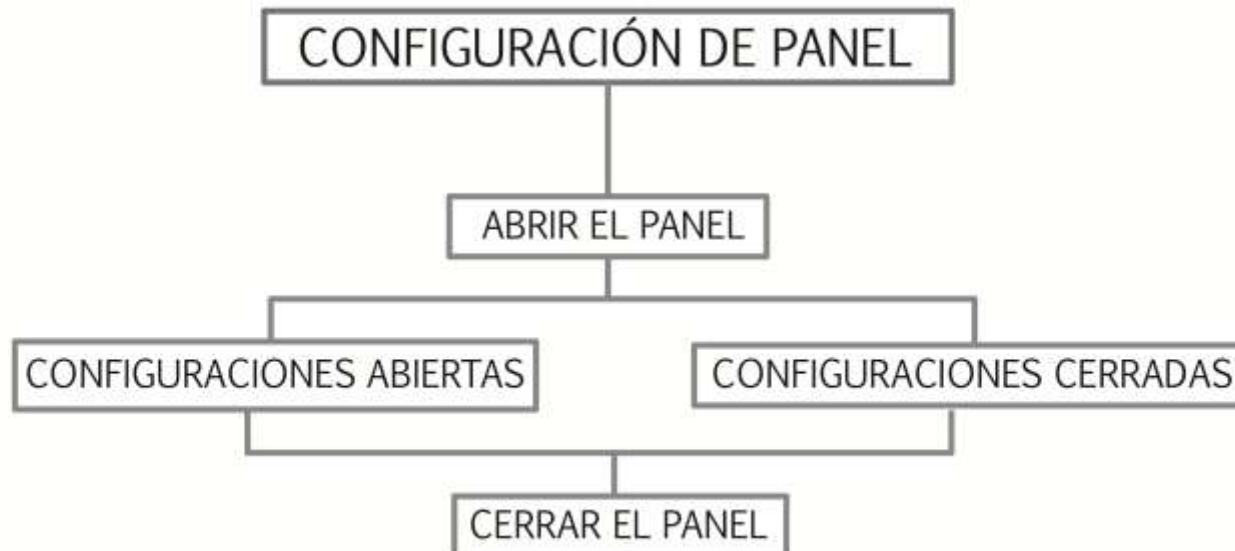 CONFIGURACIÓN DE PANEL
ABRIR EL PANEL
CONFIGURACIONES ABIERTAS
CONFIGURACIONES CERRADAS
CERRAR EL PANEL